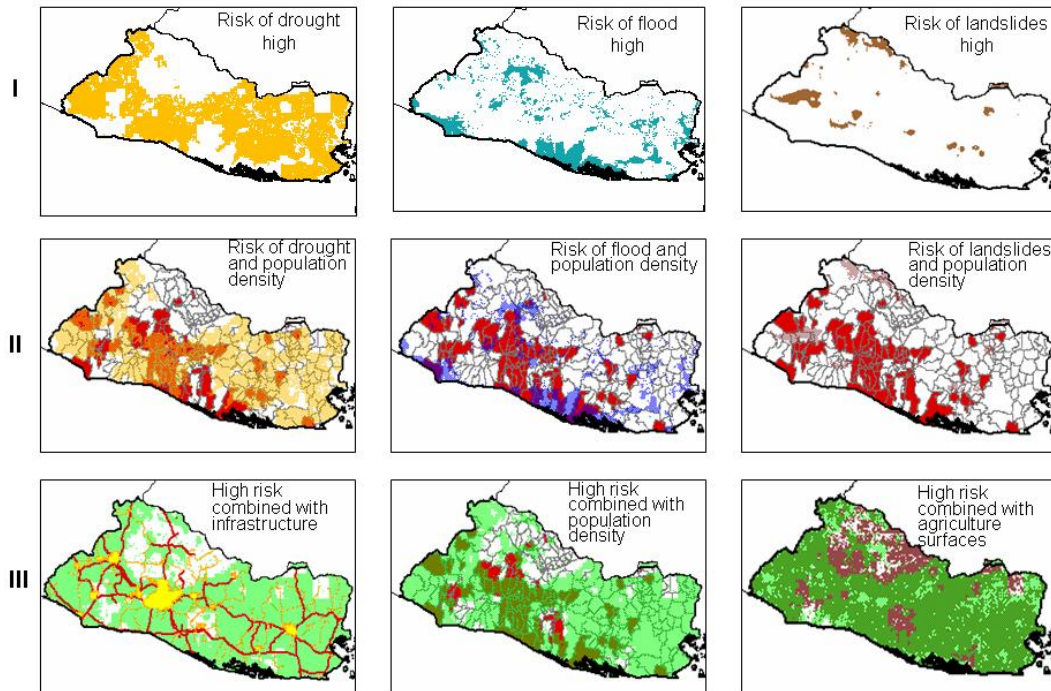 Risk of drought
high
Risk of flood
high
Risk of landslides
high
I
Risk of drought
and population
density
Risk of flood and
population density
Risk of landslides
and population
density
II
High risk
combined with
infrastructure
High risk
combined with
population
density
High risk
combined with
agriculture
surfaces
III